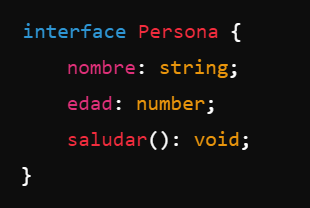 interface Persona {
    nombre: string;
    edad: number;
    saludar(): void;
}